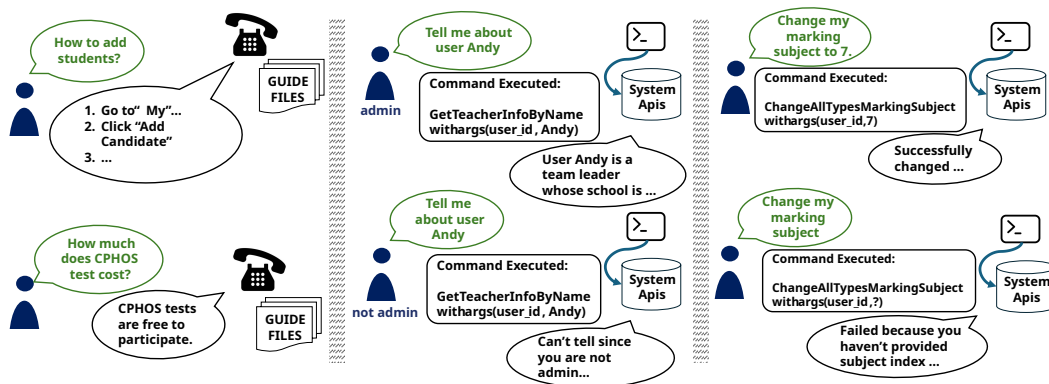 How to add
students?
GUIDE
FILES
1. Go to“ My”...
2. Click “Add
Candidate”
3. ...
How much
does CPHOS
test cost?
CPHOS tests
are free to
participate.
GUIDE
FILES
Tell me about
user Andy
admin
Command Executed:
GetTeacherInfoByName
withargs(user_id, Andy)
System
Apis
User Andy is a
team leader
whose school is ...
Tell me
about user
Andy
not admin
Command Executed:
GetTeacherInfoByName
withargs(user_id, Andy)
System
Apis
Can’t tell since
you are not
admin...
Change my
marking
subject to 7.
Command Executed:
ChangeAllTypesMarkingSubject
withargs(user_id,7)
System
Apis
Successfully
changed ...
Change my
marking
subject
Command Executed:
ChangeAllTypesMarkingSubject
withargs(user_id,?)
System
Apis
Failed because you
haven’t provided
subject index ...